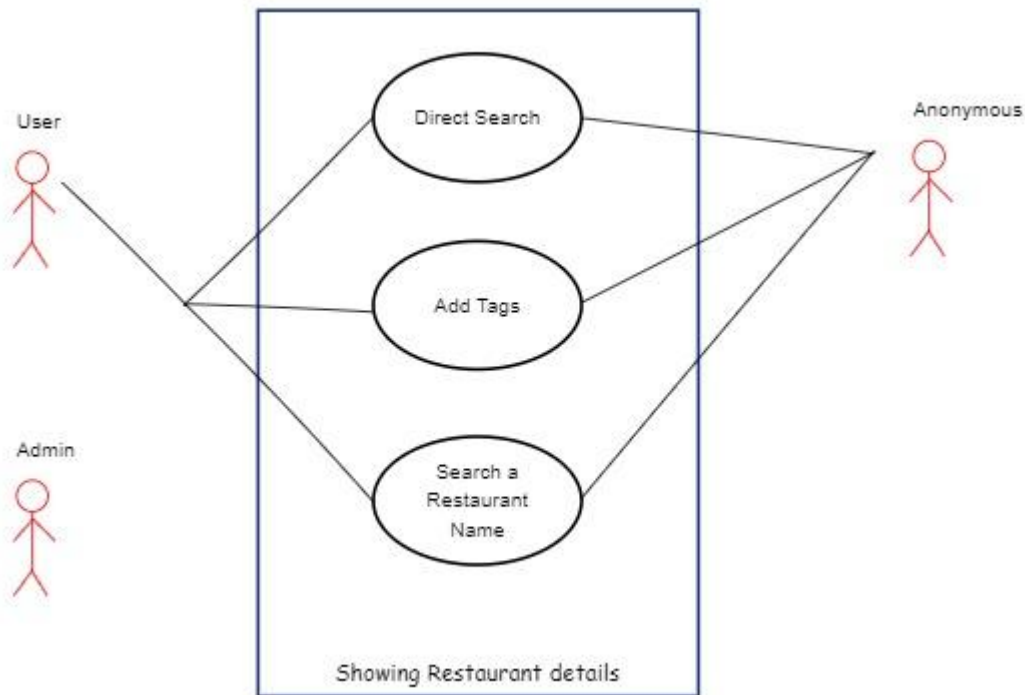 User
Direct Search
Anonymous
Add Tags
Admin
Search a
Restaurant
Name
Showing Restaurant details